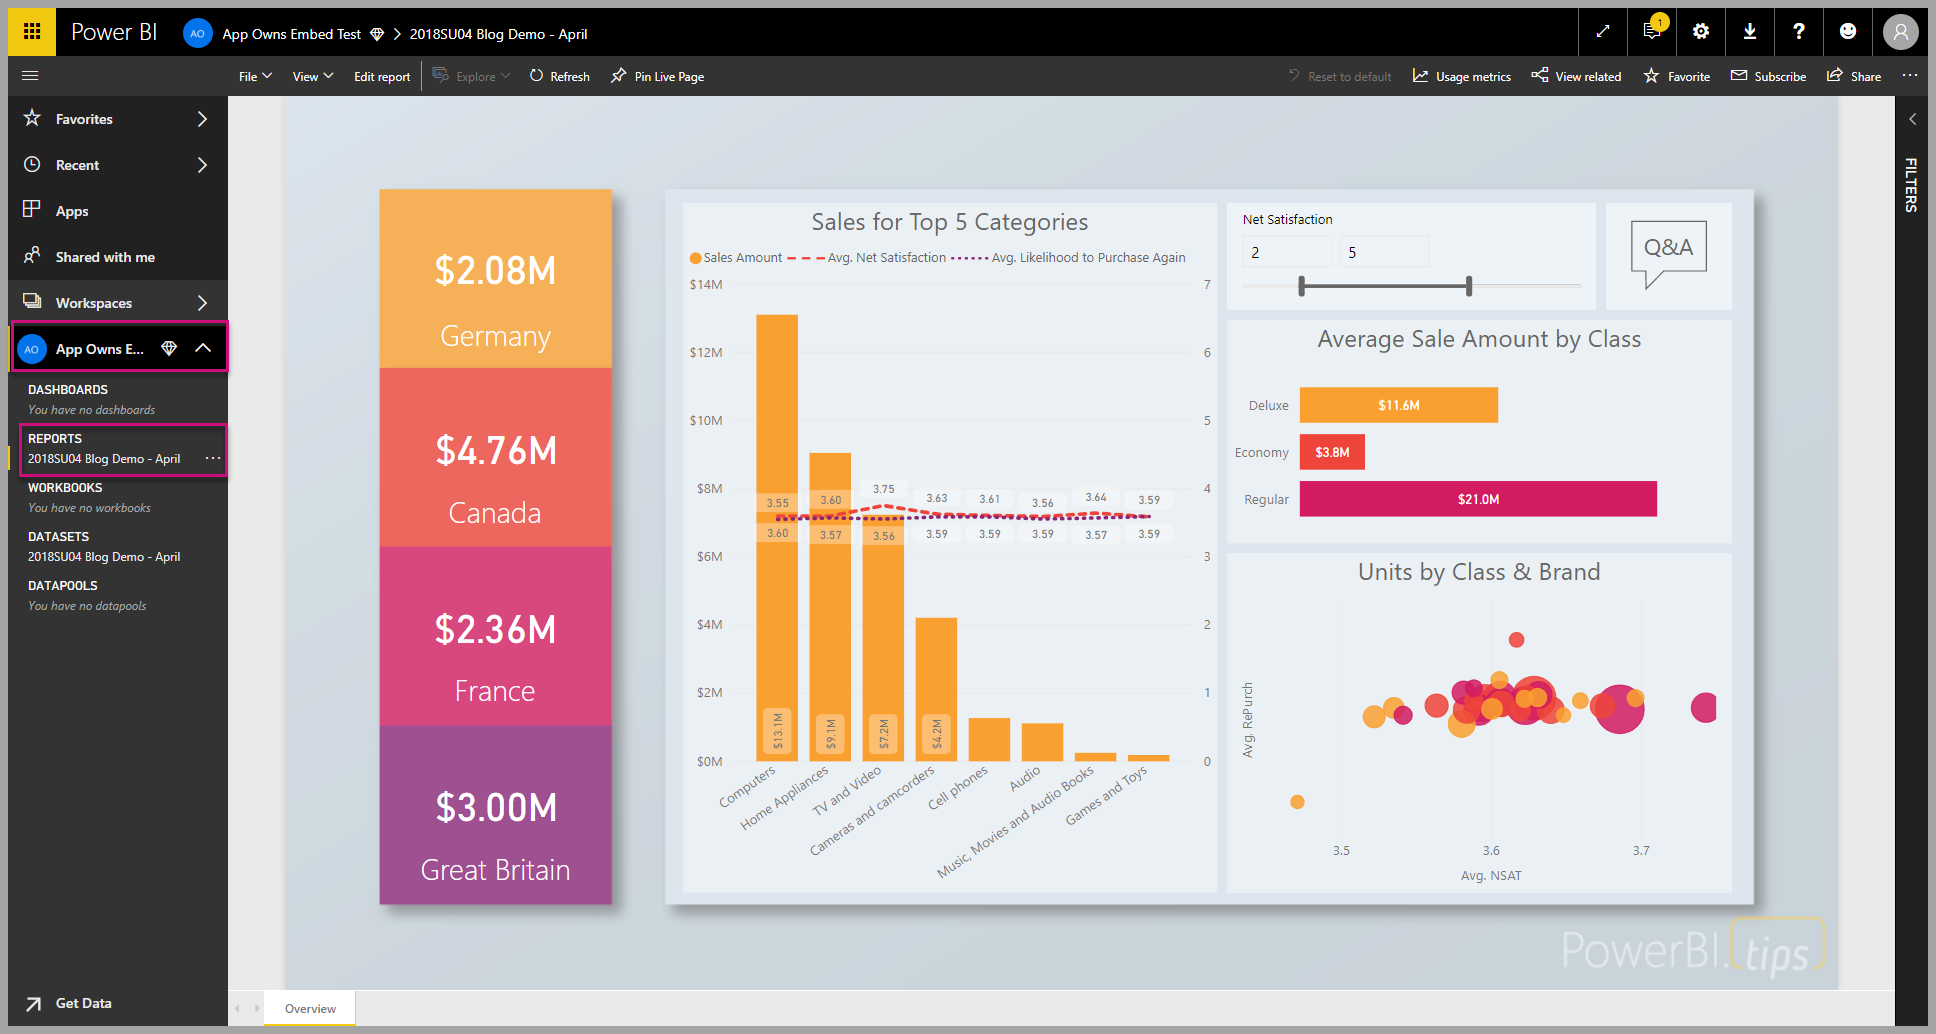 Power BI
AO
App Owns Embed Test
2018SU04 Blog Demo - April
1
?
File
View
Edit report
Explore
Refresh
Pin Live Page
Reset to default
Usage metrics
View related
Favorite
Subscribe
Share
...
Favorites
Recent
Apps
Shared with me
Workspaces
AO
App Owns E...
DASHBOARDS
You have no dashboards
REPORTS
2018SU04 Blog Demo - April
...
WORKBOOKS
You have no workbooks
DATASETS
2018SU04 Blog Demo - April
DATAPOOLS
You have no datapools
Get Data
$2.08M
Germany
$4.76M
Canada
$2.36M
France
$3.00M
Great Britain
Sales for Top 5 Categories
Sales Amount
Avg. Net Satisfaction
Avg. Likelihood to Purchase Again
$14M
$12M
$10M
$8M
$6M
$4M
$2M
$0M
7
6
5
4
3
2
1
0
3.55
3.60
3.75
3.63
3.61
3.56
3.64
3.59
3.60
3.57
3.56
3.59
3.59
3.59
3.57
3.59
$13.1M
$9.1M
$7.2M
$4.2M
Computers
Home Appliances
TV and Video
Cameras and camcorders
Cell phones
Audio
Music, Movies and Audio Books
Games and Toys
Net Satisfaction
2
5
Q&A
Average Sale Amount by Class
Deluxe
$11.6M
Economy
$3.8M
Regular
$21.0M
Units by Class & Brand
Avg. RePurch
3.5
3.6
3.7
Avg. NSAT
PowerBI.tips
FILTERS
Overview